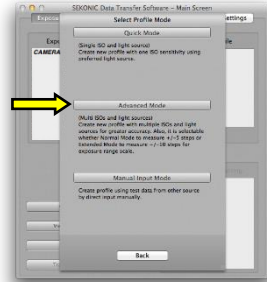 SEKONIC Data Transfer Software – Main Screen
Select Profile Mode
ettings
Quick Mode
(Single ISO and light source)
Create new profile with one ISO sensitivity using
preferred light source.
CAMERA
Advanced Mode
(Multi ISOs and light sources)
Create new profile with multiple ISOs and light
sources for greater accuracy. Also, it is selectable
whether Normal Mode to measure +/-5 steps or
Extended Mode to measure +/-10 steps for
exposure range scale.
Manual Input Mode
Create profile using test data from other source
by direct input manually.
Back